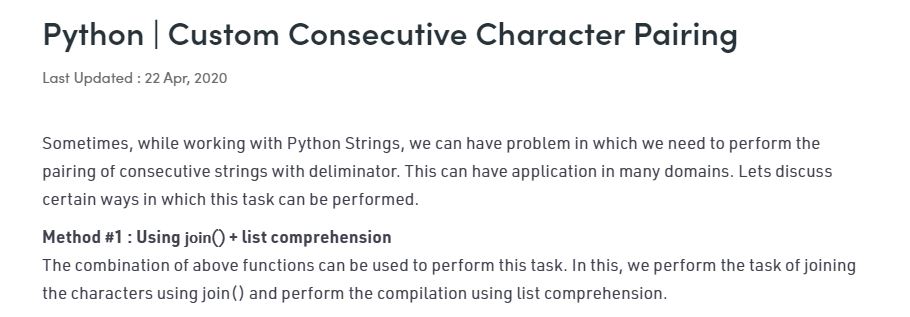 Python | Custom Consecutive Character Pairing
Last Updated : 22 Apr, 2020
Sometimes, while working with Python Strings, we can have problem in which we need to perform the
pairing of consecutive strings with deliminator. This can have application in many domains. Lets discuss
certain ways in which this task can be performed.
Method #1 : Using join() + list comprehension
The combination of above functions can be used to perform this task. In this, we perform the task of joining
the characters using join() and perform the compilation using list comprehension.